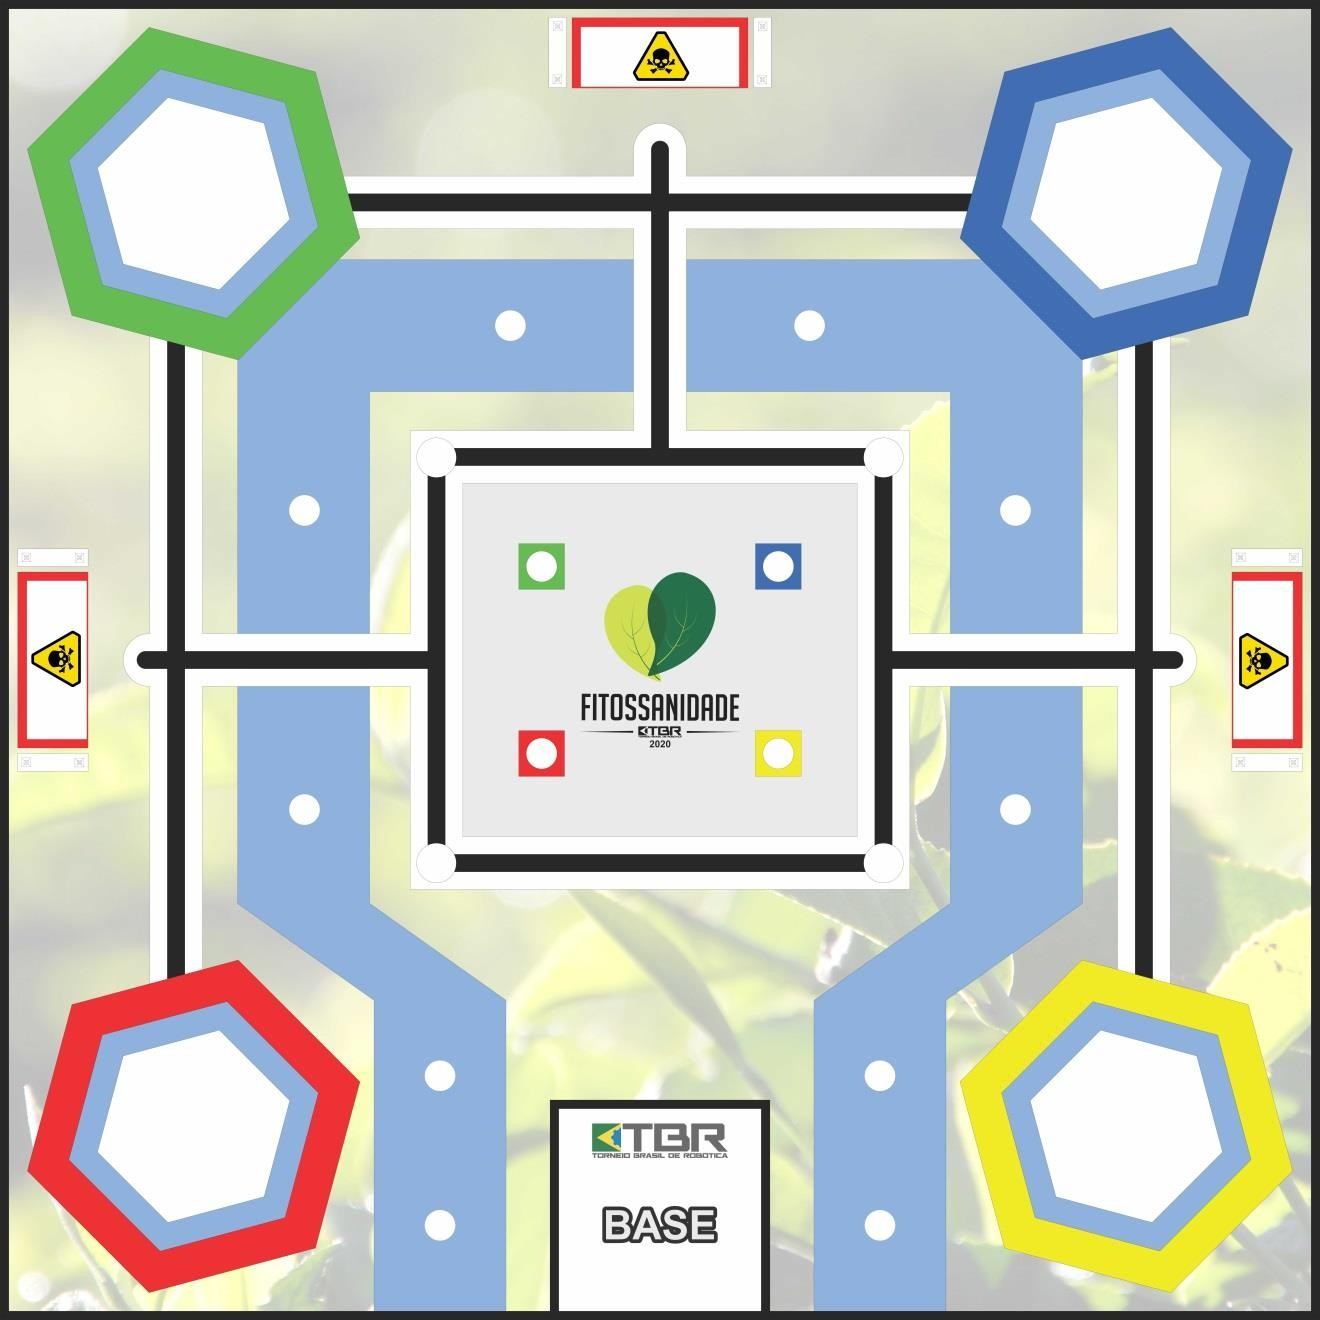 FITOSSANIDADE
TBR
2020
TBR
TORNEIO BRASIL DE ROBÓTICA
BASE